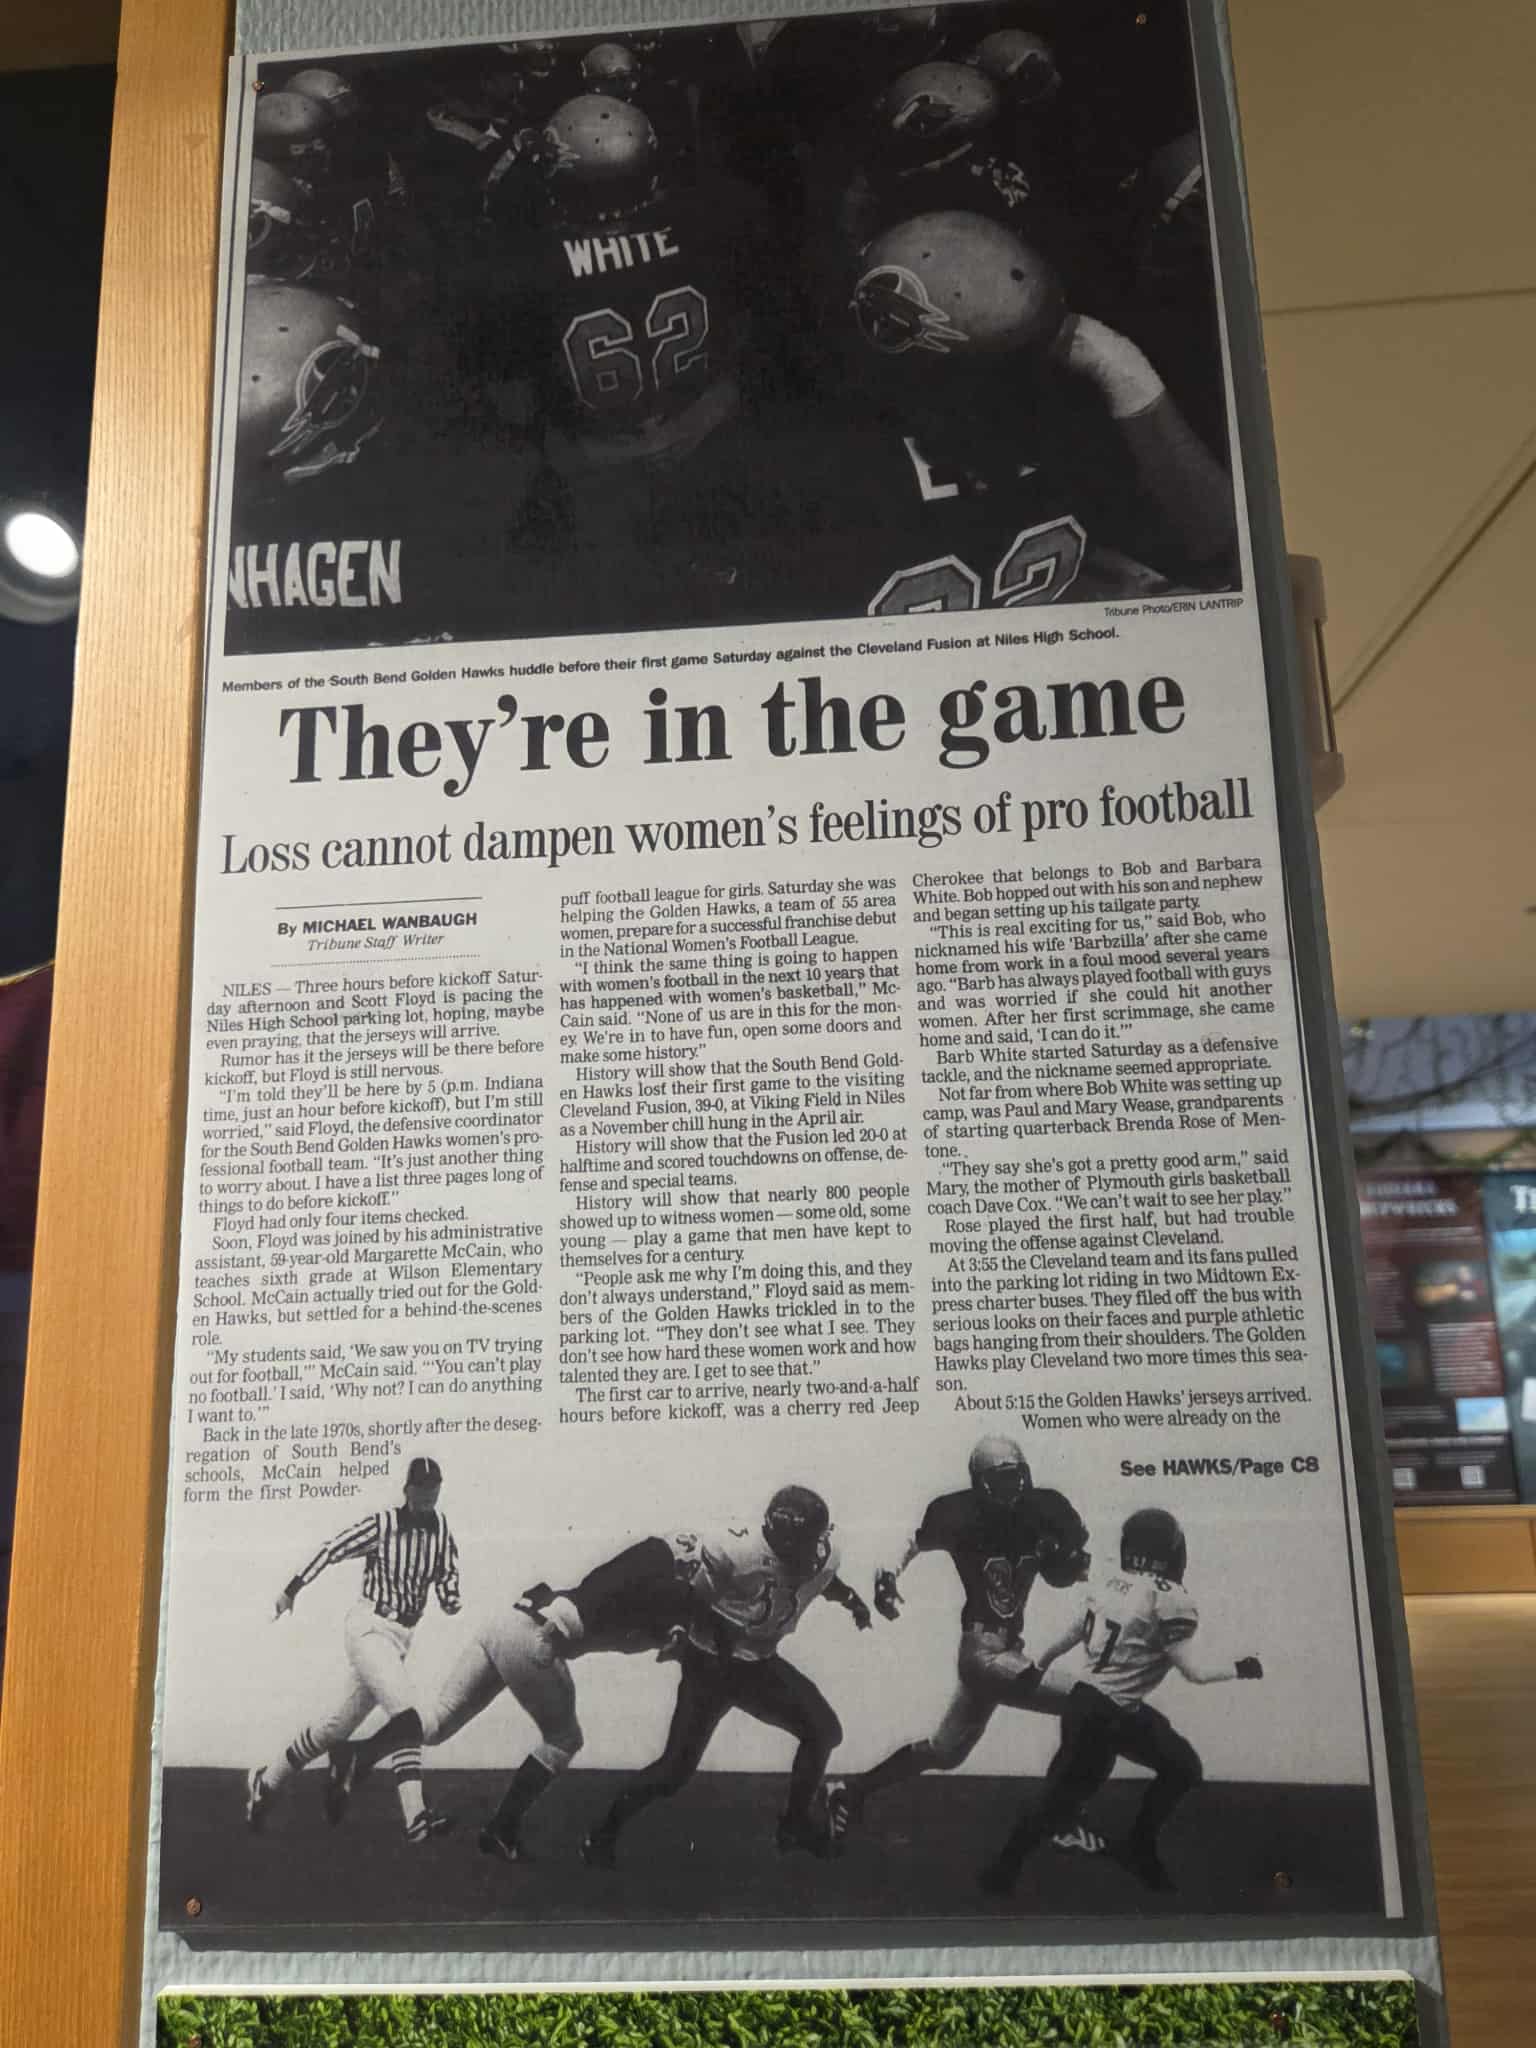 WHITE
62
NHAGEN
Tribune Photo/ERIN LANTRIP
Members of the South Bend Golden Hawks huddle before their first game Saturday against the Cleveland Fusion at Niles High School.
They're in the game
Loss cannot dampen women's feelings of pro football
By MICHAEL WANBAUGH
Tribune Staff Writer
NILES — Three hours before kickoff Satur-
day afternoon and Scott Floyd is pacing the
Niles High School parking lot, hoping, maybe
even praying, that the jerseys will arrive.
Rumor has it the jerseys will be there before
kickoff, but Floyd is still nervous.
"I'm told they'll be here by 5 (p.m. Indiana
time, just an hour before kickoff), but I'm still
worried," said Floyd, the defensive coordinator
for the South Bend Golden Hawks women's pro-
fessional football team. "It's just another thing
to worry about. I have a list three pages long of
things to do before kickoff."
Floyd had only four items checked.
Soon, Floyd was joined by his administrative
assistant, 59-year-old Margarette McCain, who
teaches sixth grade at Wilson Elementary
School. McCain actually tried out for the Gold-
en Hawks, but settled for a behind-the-scenes
role.
"My students said, 'We saw you on TV trying
out for football,'" McCain said. "'You can't play
no football.' I said, 'Why not? I can do anything
I want to.'"
Back in the late 1970s, shortly after the deseg-
regation of South Bend's
schools, McCain helped
form the first Powder-
puff football league for girls. Saturday she was
helping the Golden Hawks, a team of 55 area
women, prepare for a successful franchise debut
in the National Women's Football League.
"I think the same thing is going to happen
with women's football in the next 10 years that
has happened with women's basketball," Mc-
Cain said. "None of us are in this for the mon-
ey. We're in to have fun, open some doors and
make some history."
History will show that the South Bend Gold-
en Hawks lost their first game to the visiting
Cleveland Fusion, 39-0, at Viking Field in Niles
as a November chill hung in the April air.
History will show that the Fusion led 20-0 at
halftime and scored touchdowns on offense, de-
fense and special teams.
History will show that nearly 800 people
showed up to witness women — some old, some
young — play a game that men have kept to
themselves for a century.
"People ask me why I'm doing this, and they
don't always understand," Floyd said as mem-
bers of the Golden Hawks trickled in to the
parking lot. "They don't see what I see. They
don't see how hard these women work and how
talented they are. I get to see that."
The first car to arrive, nearly two-and-a-half
hours before kickoff, was a cherry red Jeep
Cherokee that belongs to Bob and Barbara
White. Bob hopped out with his son and nephew
and began setting up his tailgate party.
"This is real exciting for us," said Bob, who
nicknamed his wife 'Barbzilla' after she came
home from work in a foul mood several years
ago. "Barb has always played football with guys
and was worried if she could hit another
women. After her first scrimmage, she came
home and said, 'I can do it.'"
Barb White started Saturday as a defensive
tackle, and the nickname seemed appropriate.
Not far from where Bob White was setting up
camp, was Paul and Mary Wease, grandparents
of starting quarterback Brenda Rose of Men-
tone.
"They say she's got a pretty good arm," said
Mary, the mother of Plymouth girls basketball
coach Dave Cox. "We can't wait to see her play."
Rose played the first half, but had trouble
moving the offense against Cleveland.
At 3:55 the Cleveland team and its fans pulled
into the parking lot riding in two Midtown Ex-
press charter buses. They filed off the bus with
serious looks on their faces and purple athletic
bags hanging from their shoulders. The Golden
Hawks play Cleveland two more times this sea-
son.
About 5:15 the Golden Hawks' jerseys arrived.
Women who were already on the
See HAWKS/Page C8